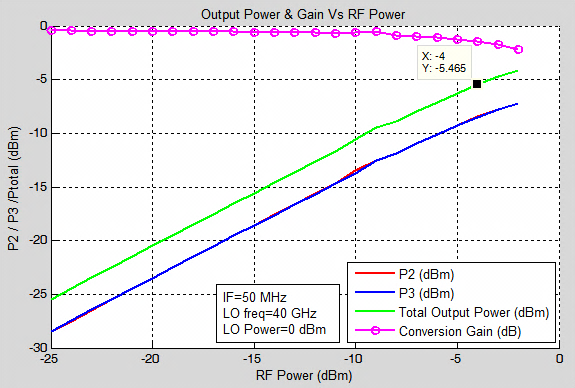 Output Power & Gain Vs RF Power
P2 / P3 /Ptotal (dBm)
0
-5
-10
-15
-20
-25
-30
X: -4
Y: -5.465
IF=50 MHz
LO freq=40 GHz
LO Power=0 dBm
P2 (dBm)
P3 (dBm)
Total Output Power (dBm)
Conversion Gain (dB)
-25 -20 -15 -10 -5 0
RF Power (dBm)